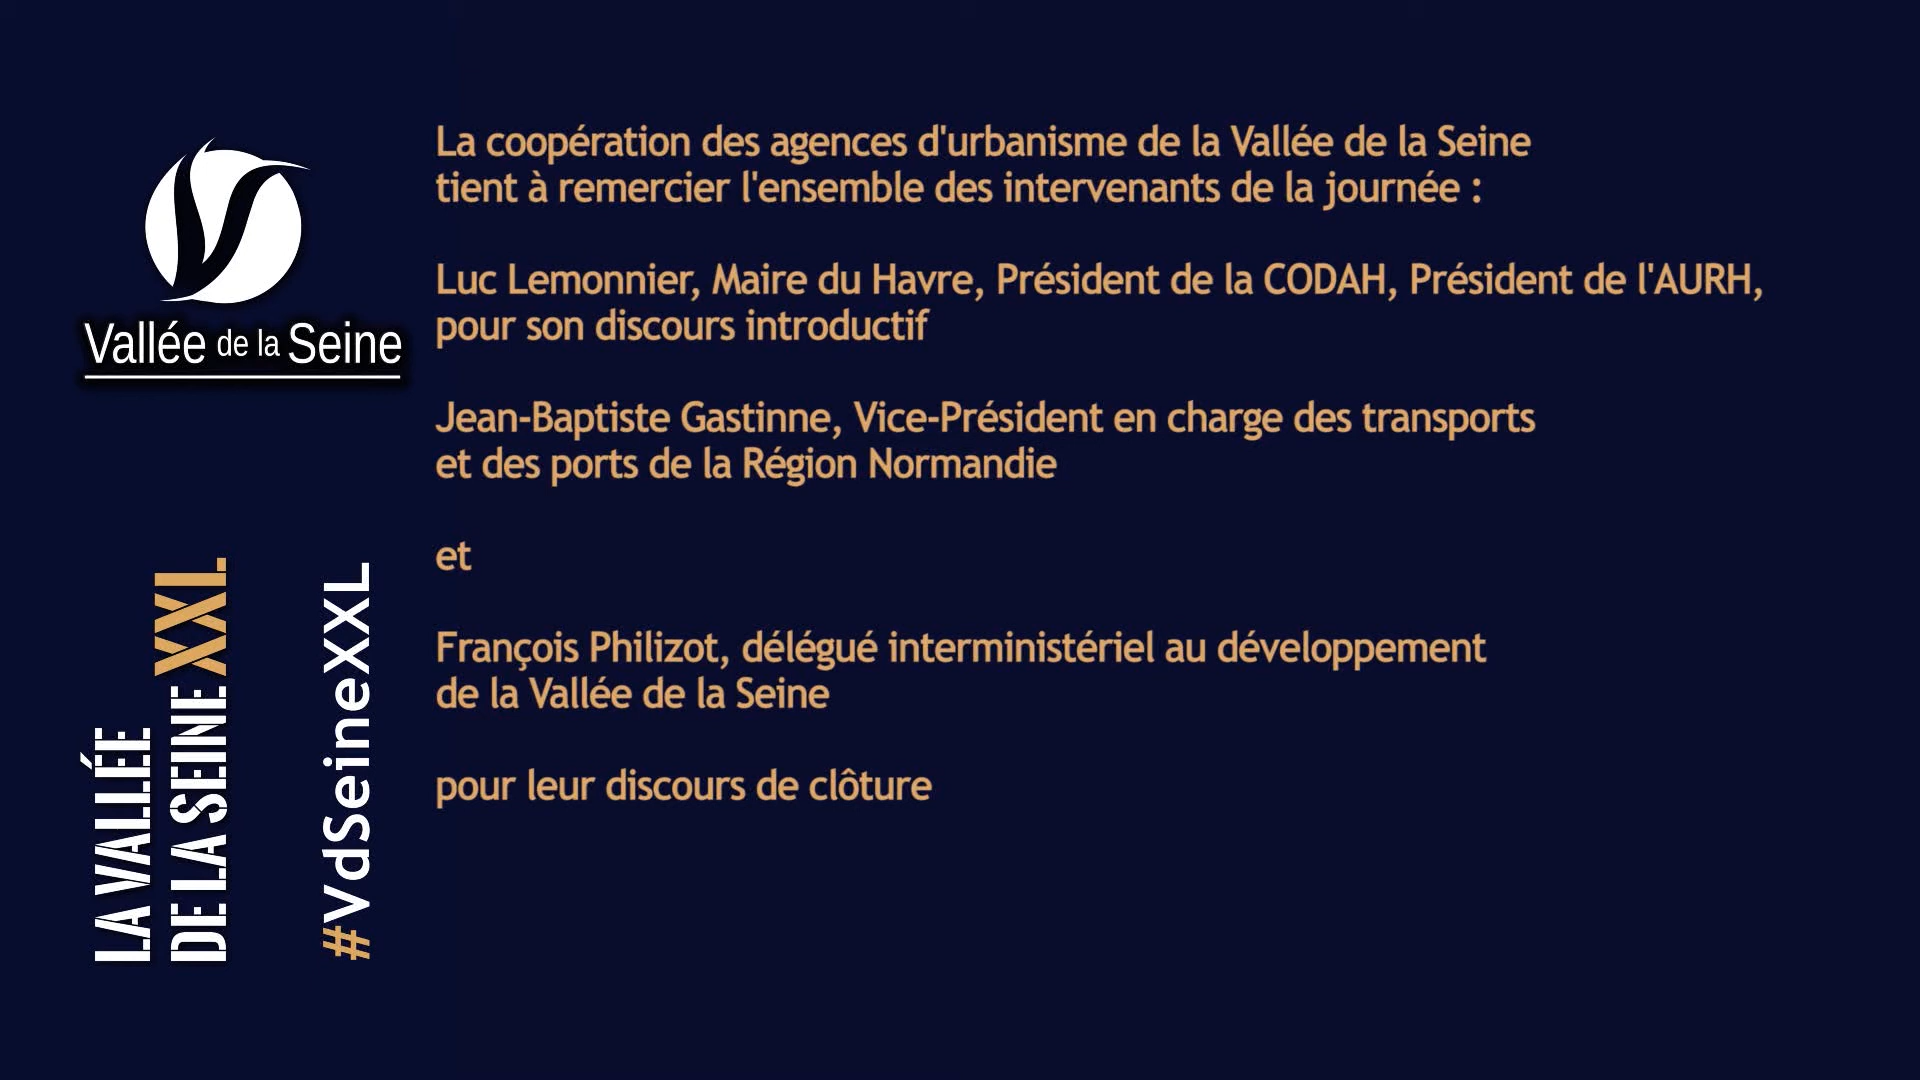 Vallée de la Seine
LA VALLÉE
DE LA SEINE XXL
#VdSeineXXL
La coopération des agences d'urbanisme de la Vallée de la Seine
tient à remercier l'ensemble des intervenants de la journée :
Luc Lemonnier, Maire du Havre, Président de la CODAH, Président de l'AURH,
pour son discours introductif
Jean-Baptiste Gastinne, Vice-Président en charge des transports
et des ports de la Région Normandie
et
François Philizot, délégué interministériel au développement
de la Vallée de la Seine
pour leur discours de clôture